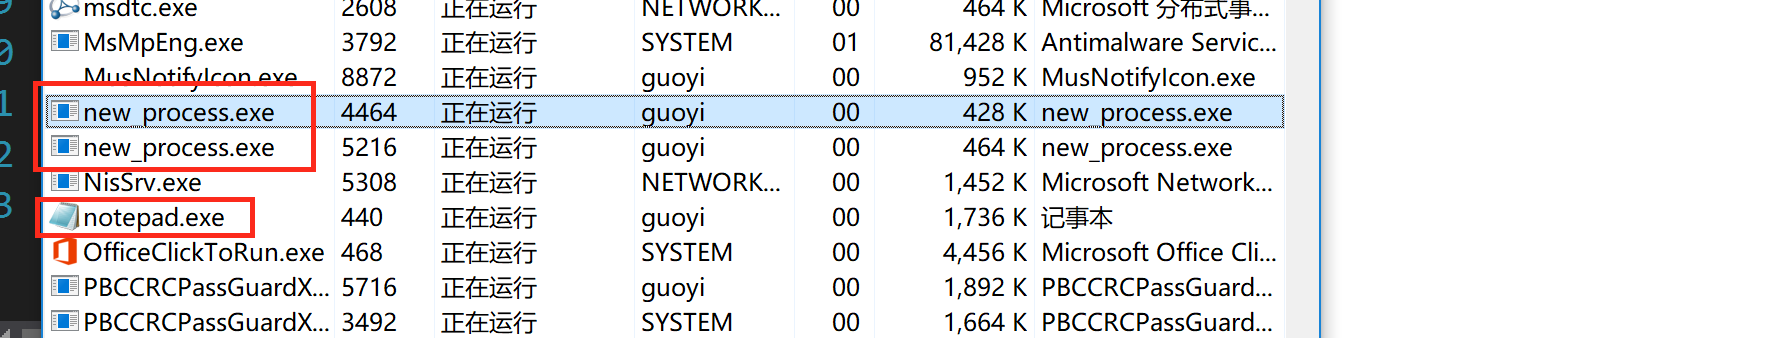 msdtc.exe 2608 正在运行 NETWORK... 00 464 K Microsoft 分布式事...
MsMpEng.exe 3792 正在运行 SYSTEM 01 81,428 K Antimalware Servic...
MusNotifyIcon.exe 8872 正在运行 guoyi 00 952 K MusNotifyIcon.exe
new_process.exe 4464 正在运行 guoyi 00 428 K new_process.exe
new_process.exe 5216 正在运行 guoyi 00 464 K new_process.exe
NisSrv.exe 5308 正在运行 NETWORK... 00 1,452 K Microsoft Network...
notepad.exe 440 正在运行 guoyi 00 1,736 K 记事本
OfficeClickToRun.exe 468 正在运行 SYSTEM 00 4,456 K Microsoft Office Cli...
PBCCRCPassGuardX... 5716 正在运行 guoyi 00 1,892 K PBCCRCPassGuard...
PBCCRCPassGuardX... 3492 正在运行 SYSTEM 00 1,664 K PBCCRCPassGuard...